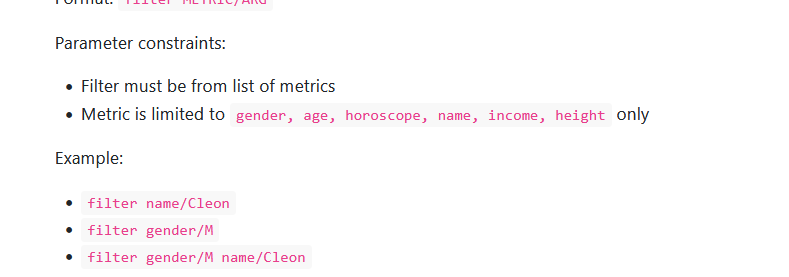 Format: filter METRIC/ARG
Parameter constraints:
• Filter must be from list of metrics
• Metric is limited to gender, age, horoscope, name, income, height only
Example:
• filter name/Cleon
• filter gender/M
• filter gender/M name/Cleon